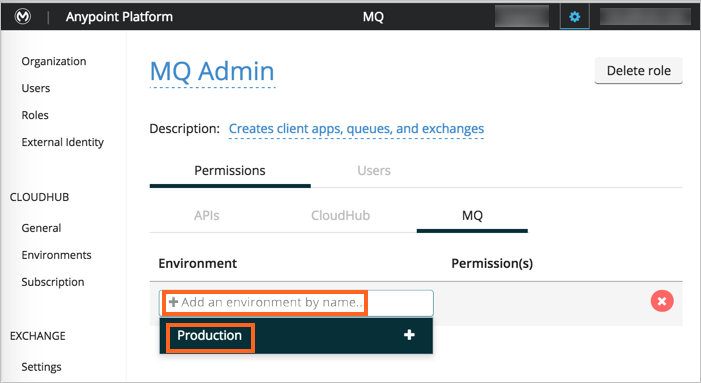 Anypoint Platform
MQ
Organization
Users
Roles
External Identity
CLOUDHUB
General
Environments
Subscription
EXCHANGE
Settings
MQ Admin
Delete role
Description: Creates client apps, queues, and exchanges
Permissions Users
APIs CloudHub MQ
Environment Permission(s)
+ Add an environment by name..
Production +